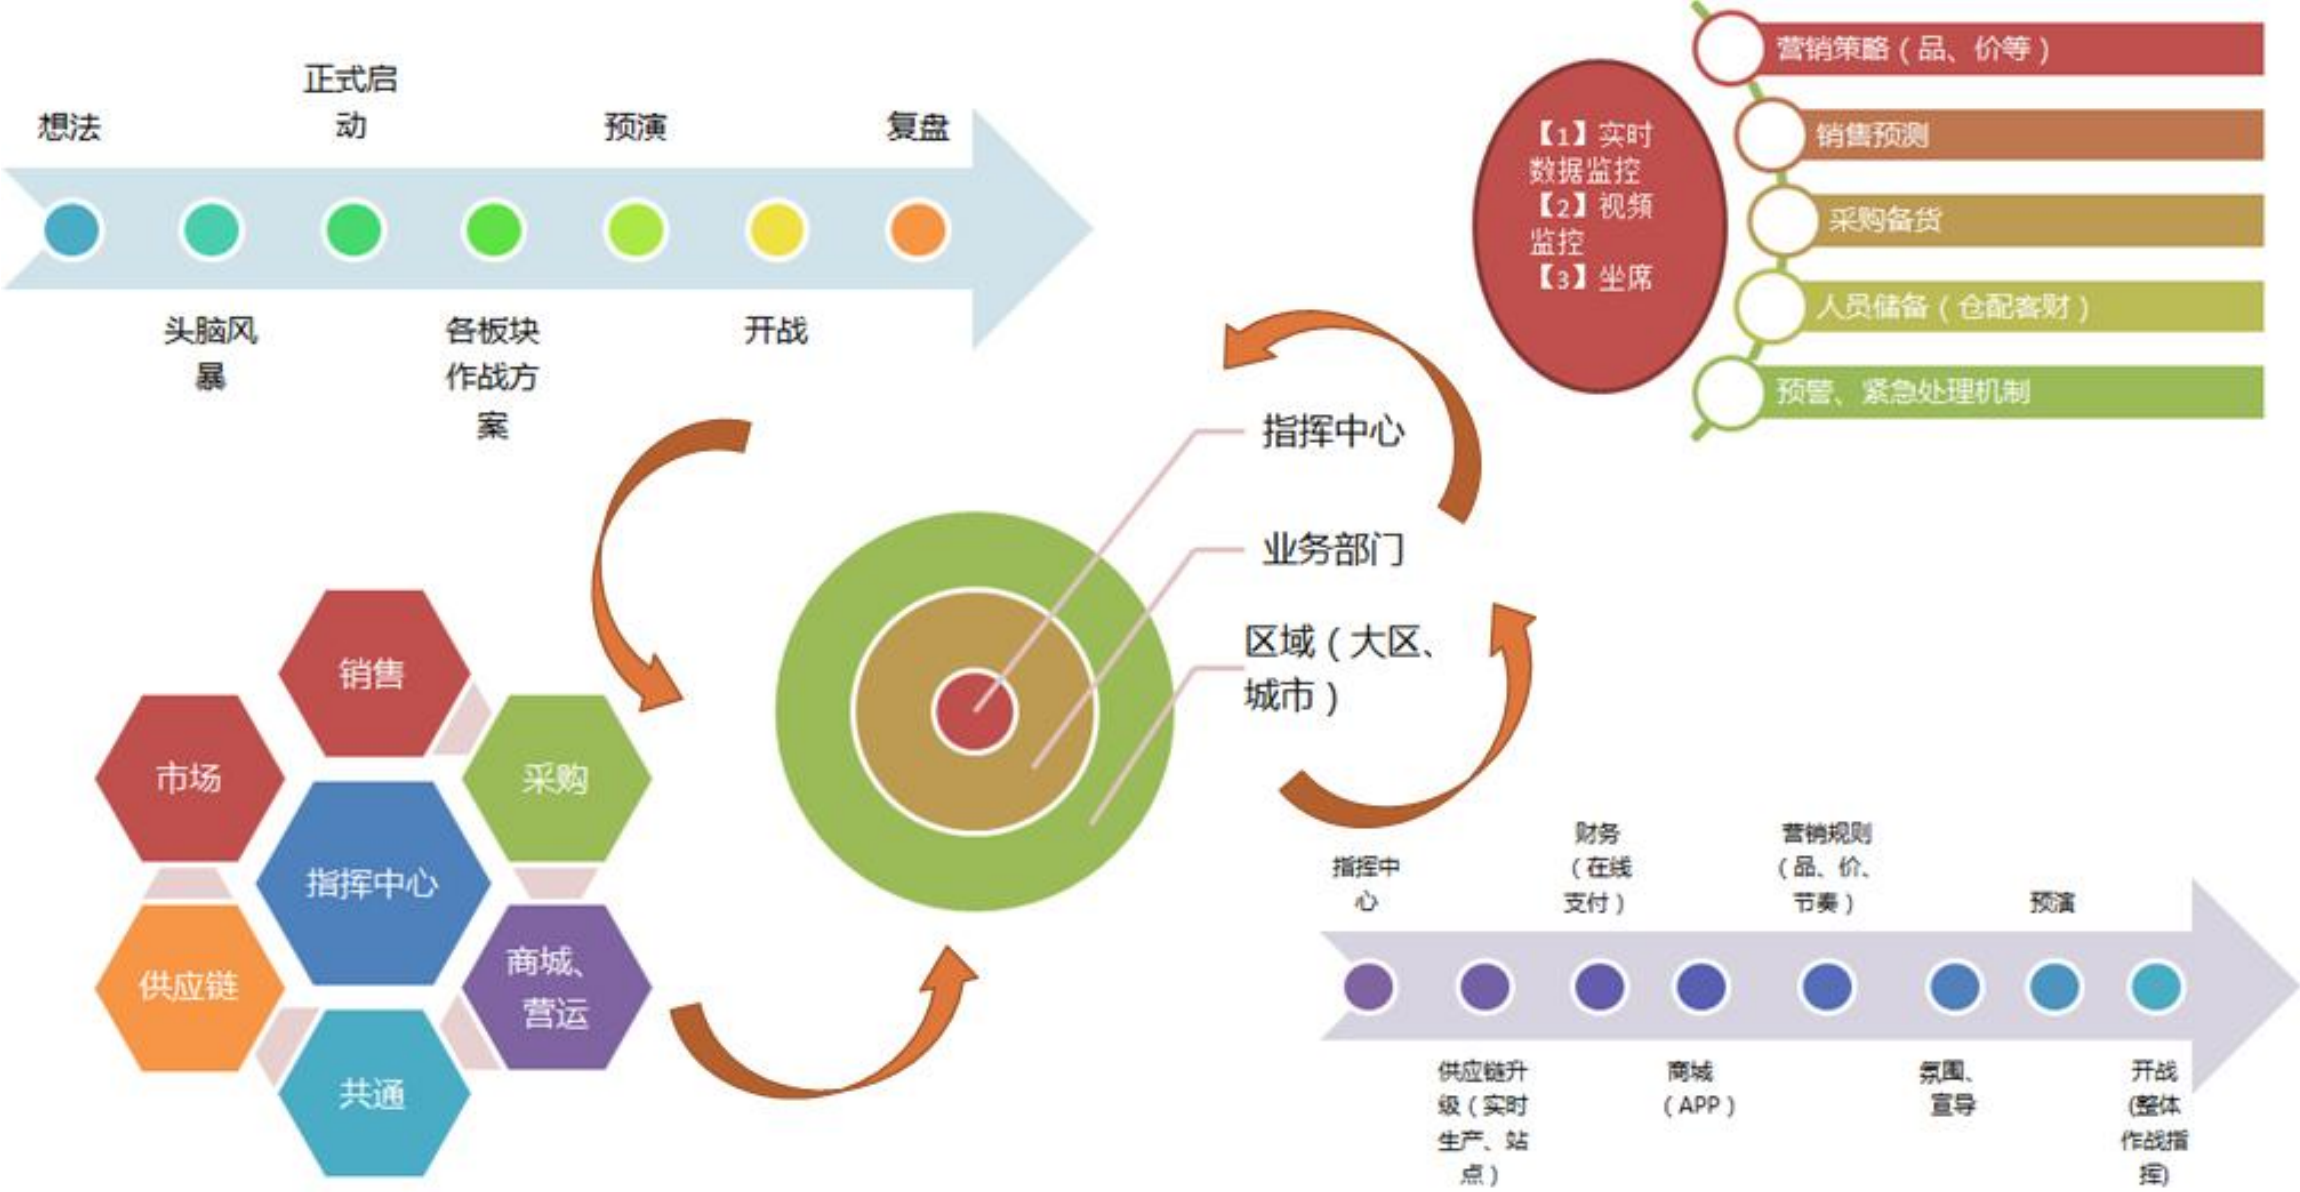 想法
正式启
动
预演
复盘
头脑风
暴
各板块
作战方
案
开战
【1】实时
数据监控
【2】视频
监控
【3】坐席
营销策略（品、价等）
销售预测
采购备货
人员储备（仓配客财）
预警、紧急处理机制
指挥中心
业务部门
区域（大区、
城市）
销售
市场
采购
指挥中心
供应链
商城、
营运
共通
指挥中
心
财务
（在线
支付）
营销规则
（品、价、
节奏）
预演
供应链升
级（实时
生产、站
点）
商城
（APP）
氛围、
宣导
开战
(整体
作战指
挥)